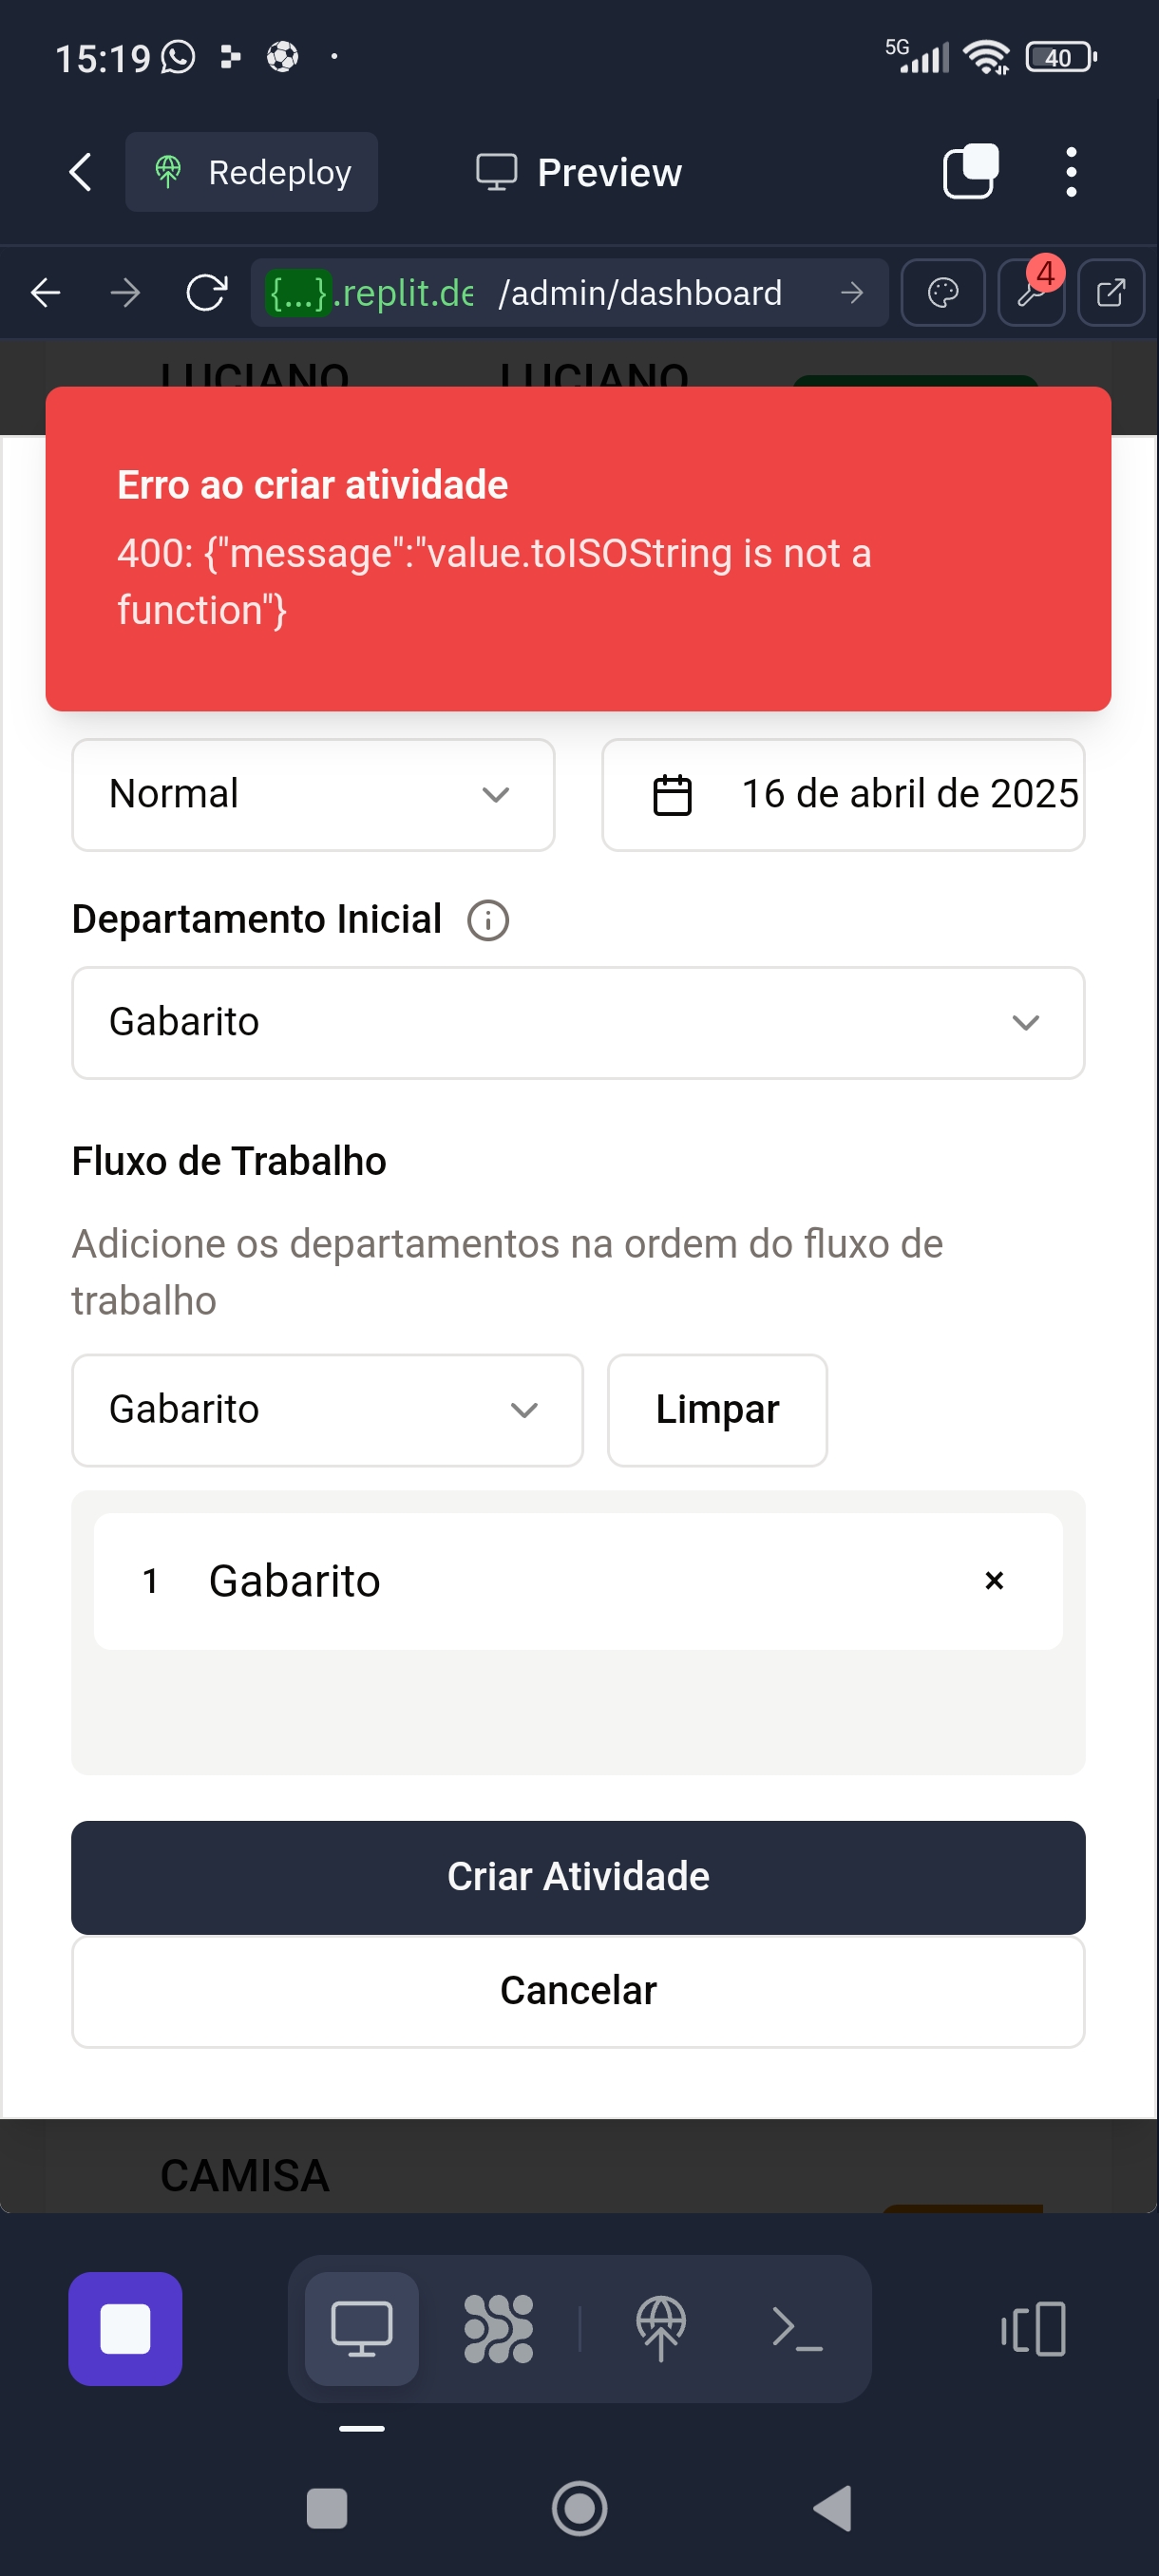 15:19
5G
40
Redeploy
Preview
{...}.replit.de /admin/dashboard
4
LUCIANO LUCIANO
Erro ao criar atividade
400: {"message":"value.toISOString is not a
function"}
Normal
16 de abril de 2025
Departamento Inicial
Gabarito
Fluxo de Trabalho
Adicione os departamentos na ordem do fluxo de
trabalho
Gabarito
Limpar
1 Gabarito ×
Criar Atividade
Cancelar
CAMISA